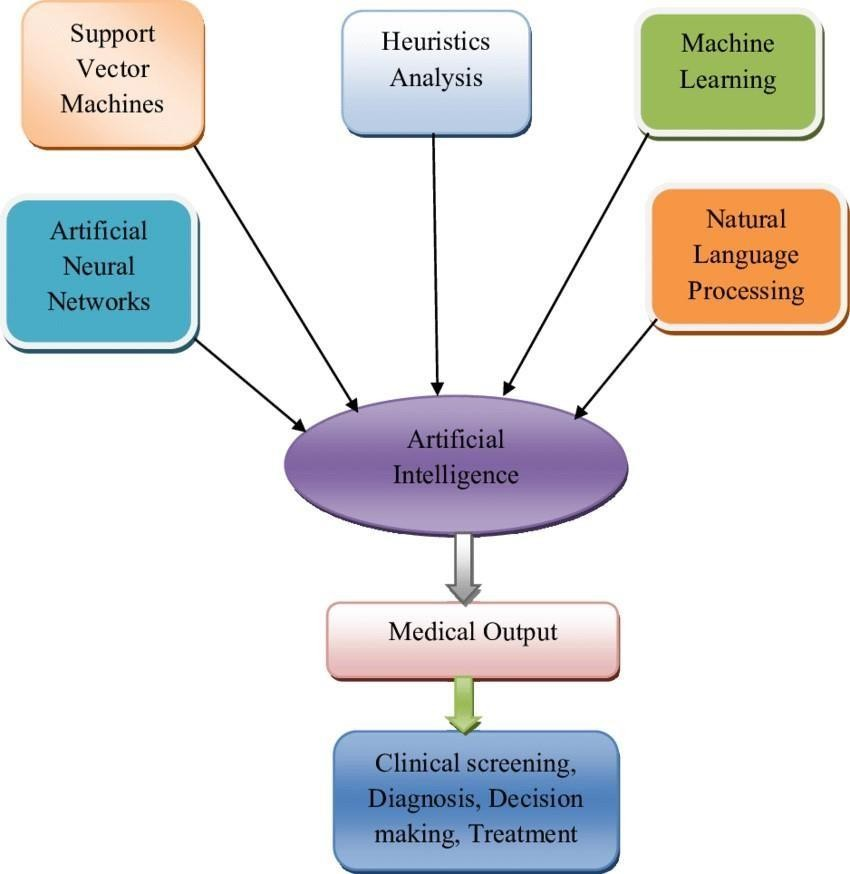 Support
Vector
Machines
Heuristics
Analysis
Machine
Learning
Artificial
Neural
Networks
Natural
Language
Processing
Artificial
Intelligence
Medical Output
Clinical screening,
Diagnosis, Decision
making, Treatment